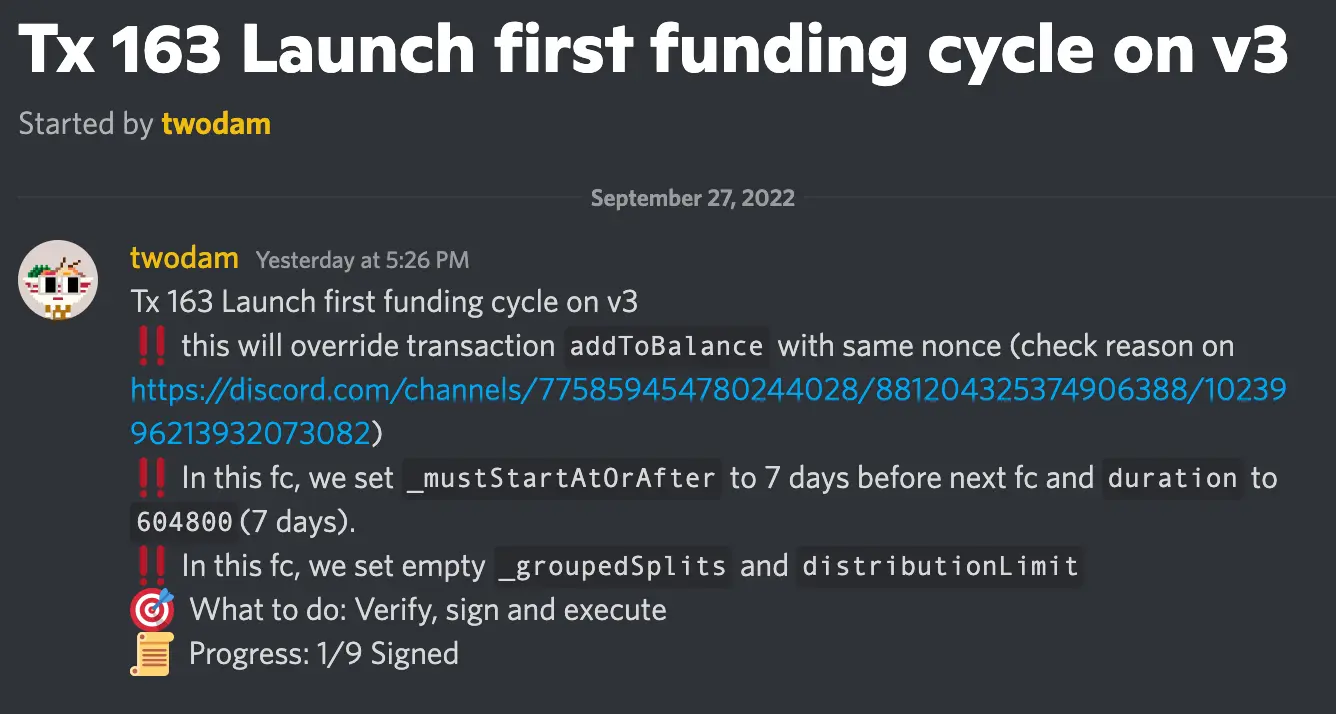 Tx 163 Launch first funding cycle on v3
Started by twodam
September 27, 2022
twodam Yesterday at 5:26 PM
Tx 163 Launch first funding cycle on v3
‼️ this will override transaction addToBalance with same nonce (check reason on
https://discord.com/channels/775859454780244028/881204325374906388/10239
96213932073082)
‼️ In this fc, we set _mustStartAtOrAfter to 7 days before next fc and duration to
604800 (7 days).
‼️ In this fc, we set empty _groupedSplits and distributionLimit
🎯 What to do: Verify, sign and execute
📜 Progress: 1/9 Signed